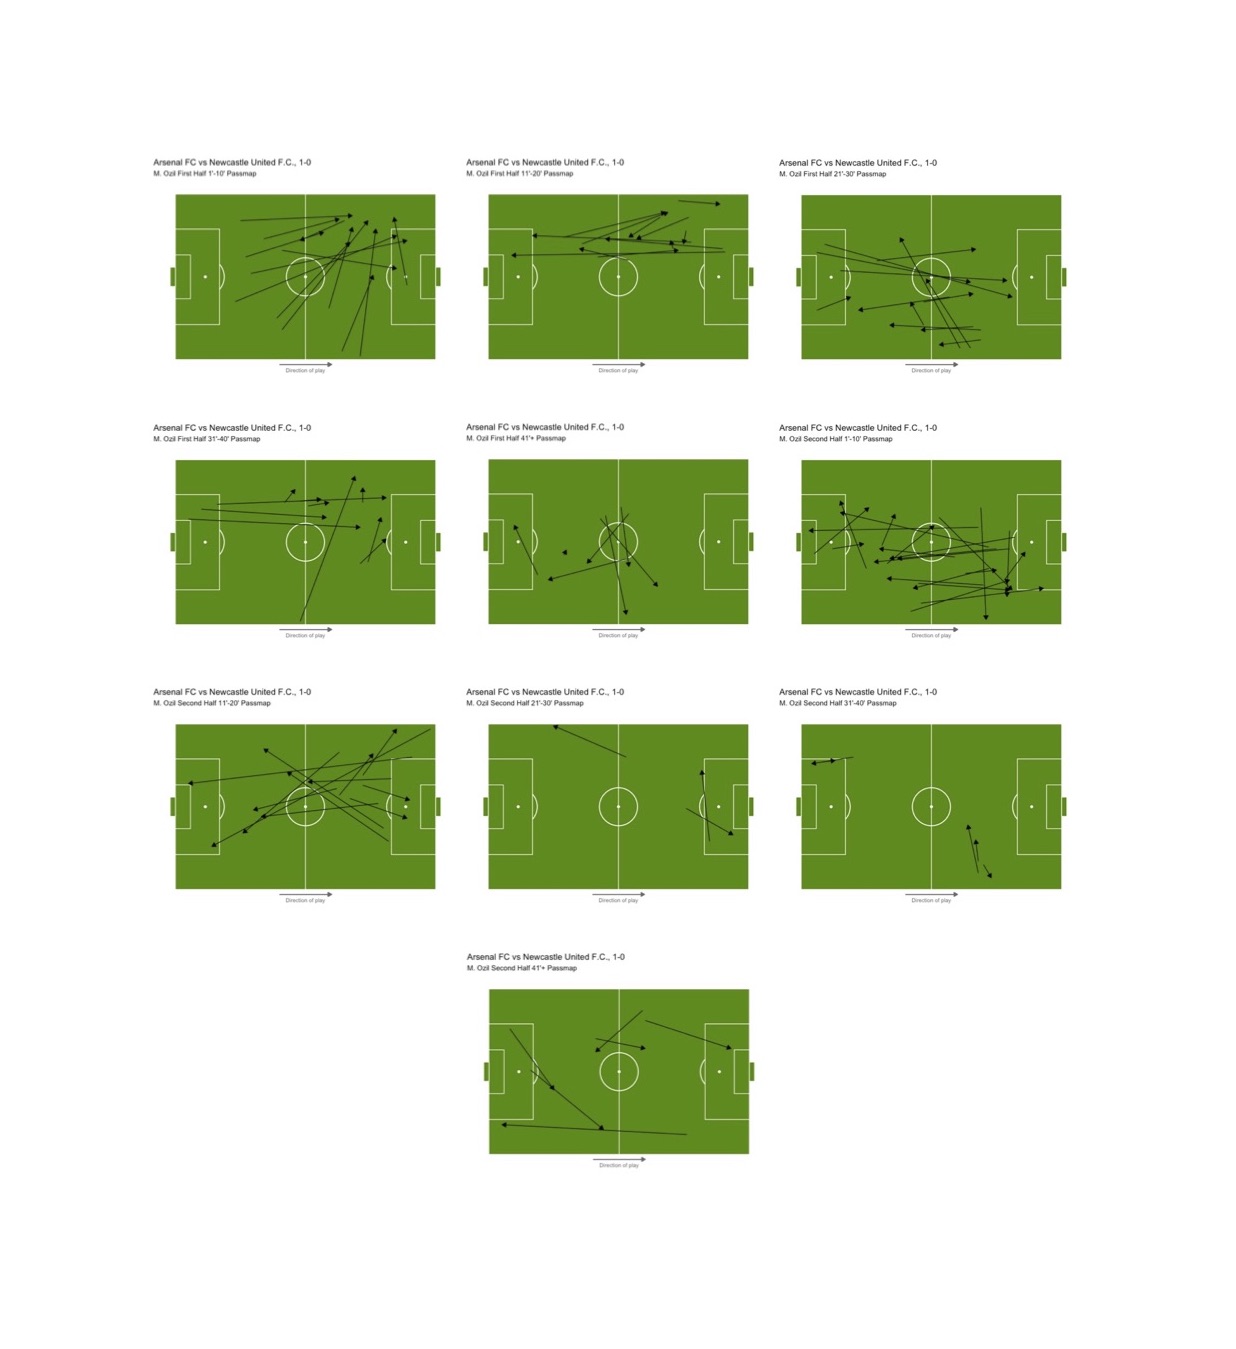 Arsenal FC vs Newcastle United F.C., 1-0
M. Ozil First Half 1'-10' Passmap
Direction of play
Arsenal FC vs Newcastle United F.C., 1-0
M. Ozil First Half 11'-20' Passmap
Direction of play
Arsenal FC vs Newcastle United F.C., 1-0
M. Ozil First Half 21'-30' Passmap
Direction of play
Arsenal FC vs Newcastle United F.C., 1-0
M. Ozil First Half 31'-40' Passmap
Direction of play
Arsenal FC vs Newcastle United F.C., 1-0
M. Ozil First Half 41'+ Passmap
Direction of play
Arsenal FC vs Newcastle United F.C., 1-0
M. Ozil Second Half 1'-10' Passmap
Direction of play
Arsenal FC vs Newcastle United F.C., 1-0
M. Ozil Second Half 11'-20' Passmap
Direction of play
Arsenal FC vs Newcastle United F.C., 1-0
M. Ozil Second Half 21'-30' Passmap
Direction of play
Arsenal FC vs Newcastle United F.C., 1-0
M. Ozil Second Half 31'-40' Passmap
Direction of play
Arsenal FC vs Newcastle United F.C., 1-0
M. Ozil Second Half 41'+ Passmap
Direction of play